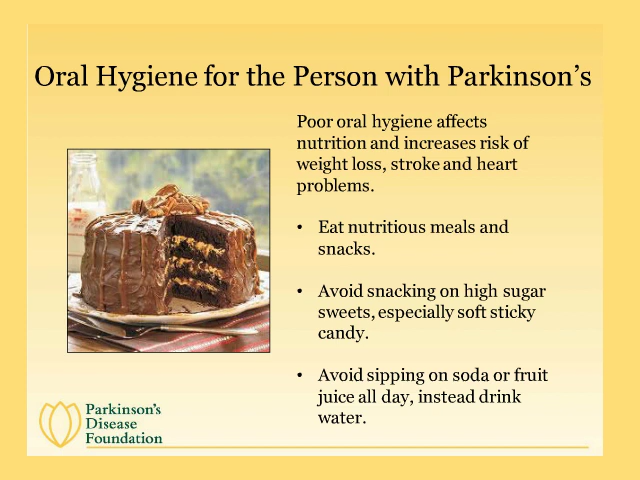 Oral Hygiene for the Person with Parkinson's
Poor oral hygiene affects
nutrition and increases risk of
weight loss, stroke and heart
problems.
• Eat nutritious meals and
snacks.
• Avoid snacking on high sugar
sweets, especially soft sticky
candy.
• Avoid sipping on soda or fruit
juice all day, instead drink
water.
Parkinson's
Disease
Foundation